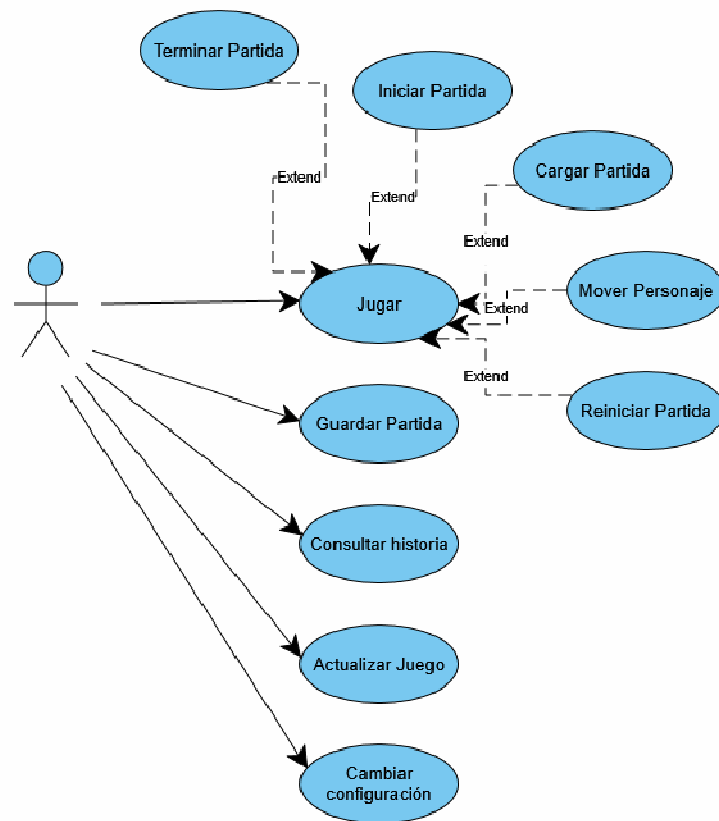 Terminar Partida
Iniciar Partida
Cargar Partida
Extend
Extend
Extend
Mover Personaje
Jugar
Extend
Extend
Reiniciar Partida
Guardar Partida
Consultar historia
Actualizar Juego
Cambiar
configuración